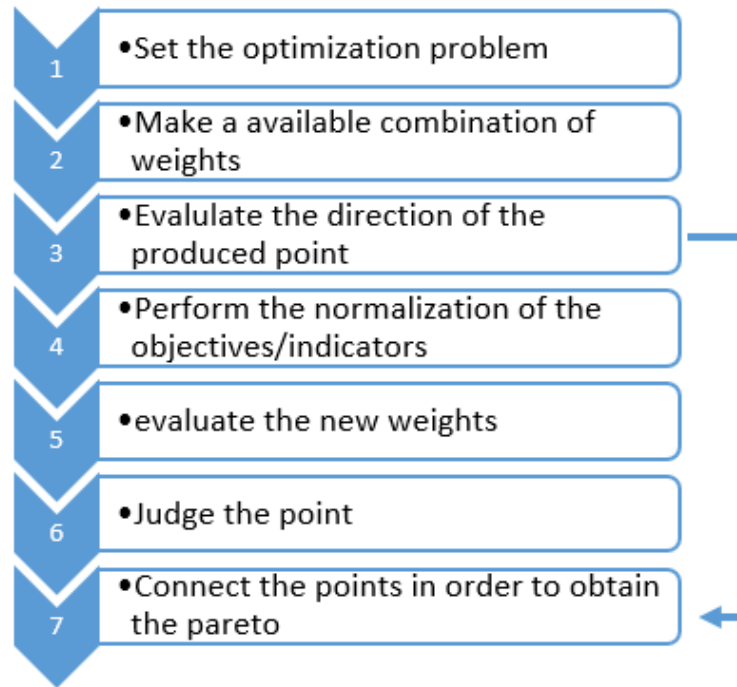 1
•Set the optimization problem
2
•Make a available combination of
weights
3
•Evalulate the direction of the
produced point
4
•Perform the normalization of the
objectives/indicators
5
•evaluate the new weights
6
•Judge the point
7
•Connect the points in order to obtain
the pareto